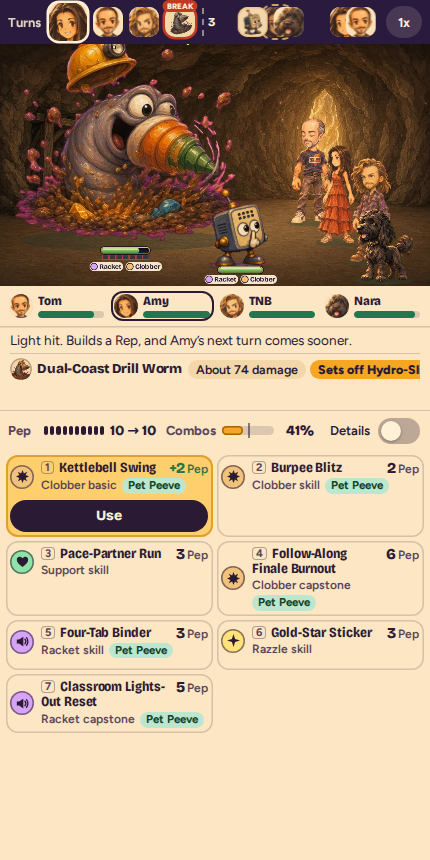 Turns
BREAK
3
1x
Racket Clobber
Racket Clobber
Tom
Amy
TNB
Nara
Light hit. Builds a Rep, and Amy's next turn comes sooner.
Dual-Coast Drill Worm About 74 damage Sets off Hydro-Sl
Pep 10 → 10 Combos 41% Details
1 Kettlebell Swing +2 Pep
Clobber basic Pet Peeve
Use
2 Burpee Blitz 2 Pep
Clobber skill Pet Peeve
3 Pace-Partner Run 3 Pep
Support skill
4 Follow-Along Finale Burnout 6 Pep
Clobber capstone
Pet Peeve
5 Four-Tab Binder 3 Pep
Racket skill Pet Peeve
6 Gold-Star Sticker 3 Pep
Razzle skill
7 Classroom Lights-Out Reset 5 Pep
Racket capstone Pet Peeve